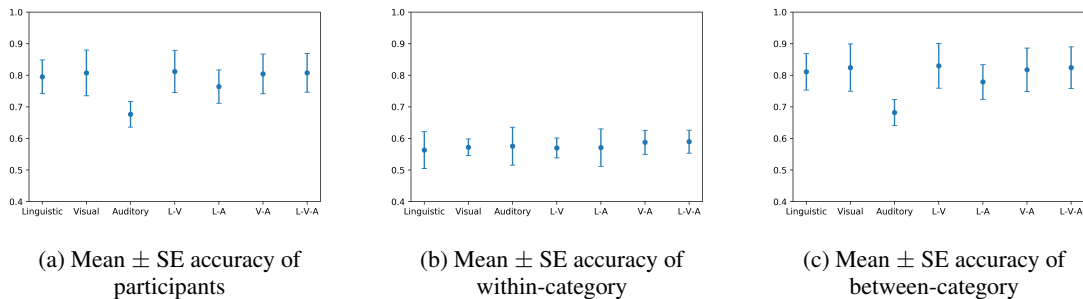 1.0
0.9
0.8
0.7
0.6
0.5
0.4
Linguistic Visual Auditory L-V L-A V-A L-V-A
(a) Mean ± SE accuracy of
participants
1.0
0.9
0.8
0.7
0.6
0.5
0.4
Linguistic Visual Auditory L-V L-A V-A L-V-A
(b) Mean ± SE accuracy of
within-category
1.0
0.9
0.8
0.7
0.6
0.5
0.4
Linguistic Visual Auditory L-V L-A V-A L-V-A
(c) Mean ± SE accuracy of
between-category